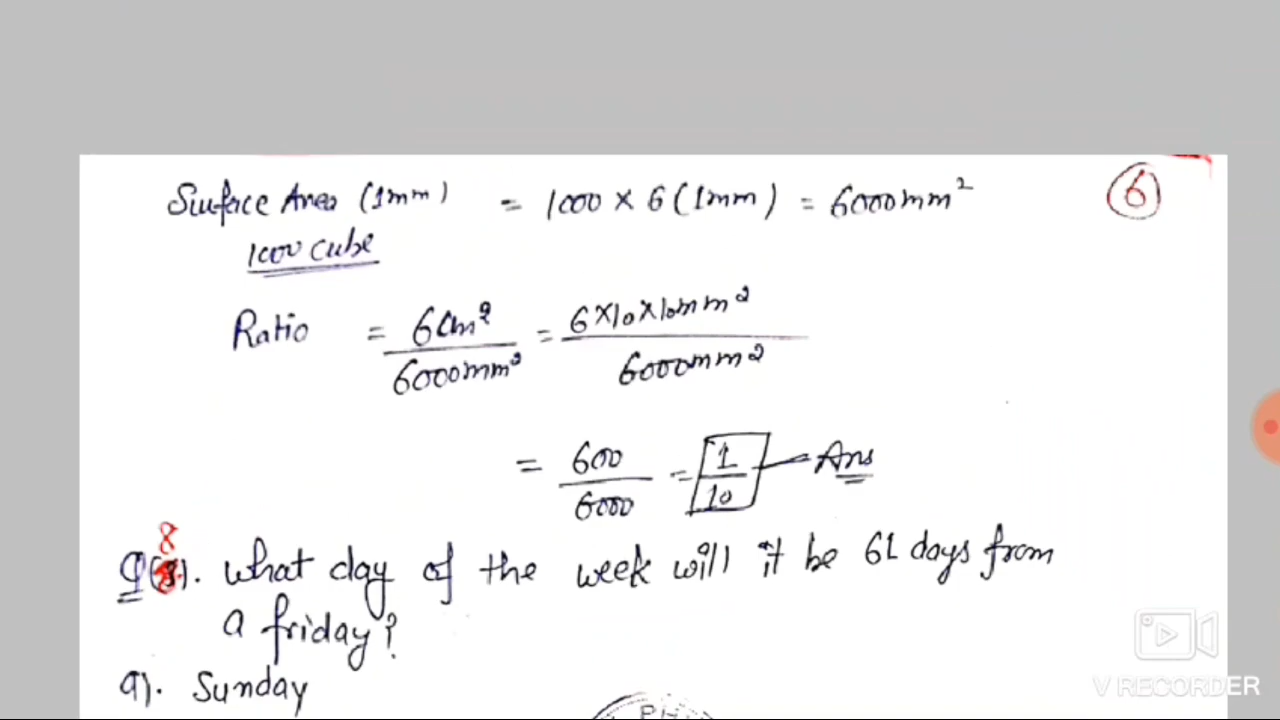 Surface Area (1mm) = 1000 × 6 (1mm) = 6000mm²
1000 cube
6
Ratio = 6cm²/6000mm² = 6×10×10mm²/6000mm²
= 600/6000 = 1/10 Ans
Q(8). What day of the week will it be 61 days from
a friday?
a). Sunday
PHY
V RECORDER